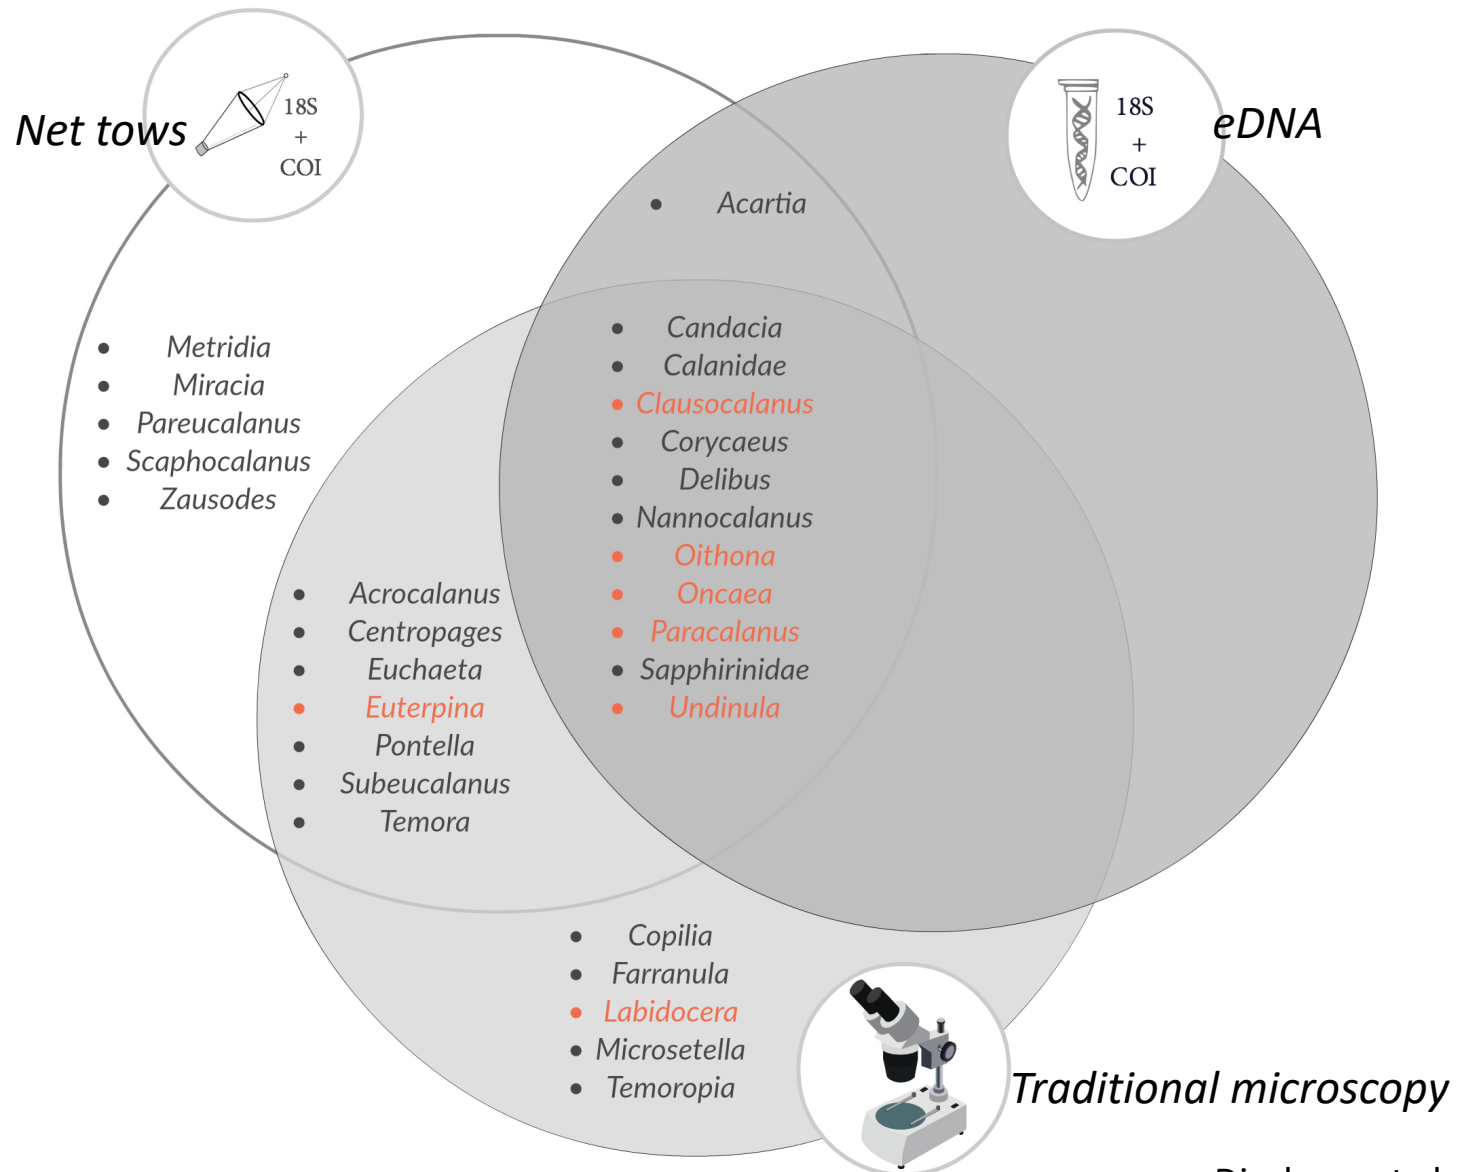 Net tows
18S
+
COI
18S
+
COI
eDNA
Acartia
Metridia
Miracia
Pareucalanus
Scaphocalanus
Zausodes
Candacia
Calanidae
Clausocalanus
Corycaeus
Delibus
Nannocalanus
Oithona
Oncaea
Paracalanus
Sapphirinidae
Undinula
Acrocalanus
Centropages
Euchaeta
Euterpina
Pontella
Subeucalanus
Temora
Copilia
Farranula
Labidocera
Microsetella
Temoropia
Traditional microscopy